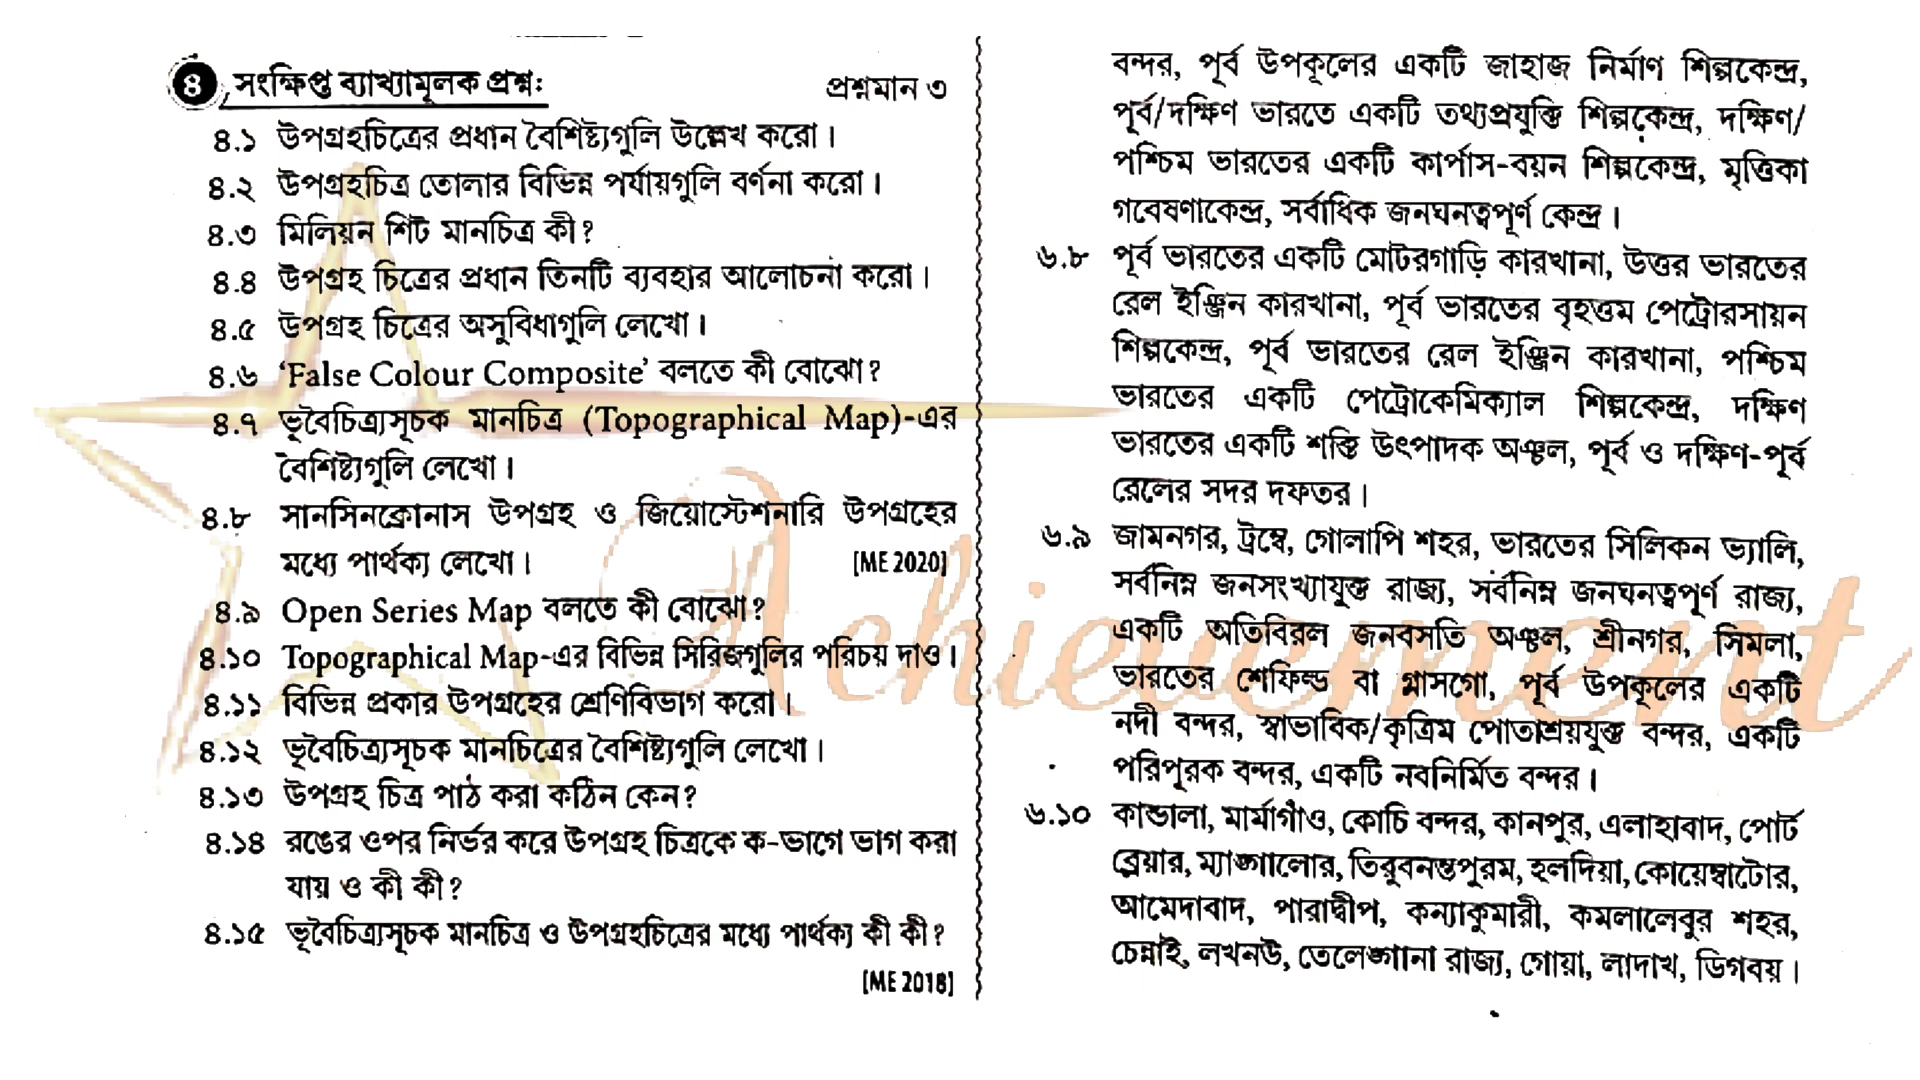 ৪ সংক্ষিপ্ত ব্যাখ্যামূলক প্রশ্ন: প্রশ্নমান ৩
৪.১ উপগ্রহচিত্রের প্রধান বৈশিষ্ট্যগুলি উল্লেখ করো।
৪.২ উপগ্রহচিত্র তোলার বিভিন্ন পর্যায়গুলি বর্ণনা করো।
৪.৩ মিলিয়ন শিট মানচিত্র কী?
৪.৪ উপগ্রহ চিত্রের প্রধান তিনটি ব্যবহার আলোচনা করো।
৪.৫ উপগ্রহ চিত্রের অসুবিধাগুলি লেখো।
৪.৬ ‘False Colour Composite’ বলতে কী বোঝো?
৪.৭ ভূবৈচিত্র্যসূচক মানচিত্র (Topographical Map)-এর
বৈশিষ্ট্যগুলি লেখো।
৪.৮ সানসিনক্রোনাস উপগ্রহ ও জিয়োস্টেশনারি উপগ্রহের
মধ্যে পার্থক্য লেখো। [ME 2020]
৪.৯ Open Series Map বলতে কী বোঝো?
৪.১০ Topographical Map-এর বিভিন্ন সিরিজগুলির পরিচয় দাও।
৪.১১ বিভিন্ন প্রকার উপগ্রহের শ্রেণিবিভাগ করো।
৪.১২ ভূবৈচিত্র্যসূচক মানচিত্রের বৈশিষ্ট্যগুলি লেখো।
৪.১৩ উপগ্রহ চিত্র পাঠ করা কঠিন কেন?
৪.১৪ রঙের ওপর নির্ভর করে উপগ্রহ চিত্রকে ক-ভাগে ভাগ করা
যায় ও কী কী?
৪.১৫ ভূবৈচিত্র্যসূচক মানচিত্র ও উপগ্রহচিত্রের মধ্যে পার্থক্য কী কী?
[ME 2018]
বন্দর, পূর্ব উপকূলের একটি জাহাজ নির্মাণ শিল্পকেন্দ্র,
পূর্ব/দক্ষিণ ভারতে একটি তথ্যপ্রযুক্তি শিল্পকেন্দ্র, দক্ষিণ/
পশ্চিম ভারতের একটি কার্পাস-বয়ন শিল্পকেন্দ্র, মৃত্তিকা
গবেষণাকেন্দ্র, সর্বাধিক জনঘনত্বপূর্ণ কেন্দ্র।
৬.৮ পূর্ব ভারতের একটি মোটরগাড়ি কারখানা, উত্তর ভারতের
রেল ইঞ্জিন কারখানা, পূর্ব ভারতের বৃহত্তম পেট্রোরসায়ন
শিল্পকেন্দ্র, পূর্ব ভারতের রেল ইঞ্জিন কারখানা, পশ্চিম
ভারতের একটি পেট্রোকেমিক্যাল শিল্পকেন্দ্র, দক্ষিণ
ভারতের একটি শক্তি উৎপাদক অঞ্চল, পূর্ব ও দক্ষিণ-পূর্ব
রেলের সদর দফতর।
৬.৯ জামনগর, ট্রম্বে, গোলাপি শহর, ভারতের সিলিকন ভ্যালি,
সর্বনিম্ন জনসংখ্যাযুক্ত রাজ্য, সর্বনিম্ন জনঘনত্বপূর্ণ রাজ্য,
একটি অতিবিরল জনবসতি অঞ্চল, শ্রীনগর, সিমলা,
ভারতের শেফিল্ড বা গ্লাসগো, পূর্ব উপকূলের একটি
নদী বন্দর, স্বাভাবিক/কৃত্রিম পোতাশ্রয়যুক্ত বন্দর, একটি
পরিপূরক বন্দর, একটি নবনির্মিত বন্দর।
৬.১০ কান্ডালা, মার্মাগাঁও, কোচি বন্দর, কানপুর, এলাহাবাদ, পোর্ট
ব্লেয়ার, ম্যাঙ্গালোর, তিরুবনন্তপুরম, হলদিয়া, কোয়েম্বাটোর,
আমেদাবাদ, পারাদ্বীপ, কন্যাকুমারী, কমলালেবুর শহর,
চেন্নাই, লখনউ, তেলেঙ্গানা রাজ্য, গোয়া, লাদাখ, ডিগবয়।
Achievement